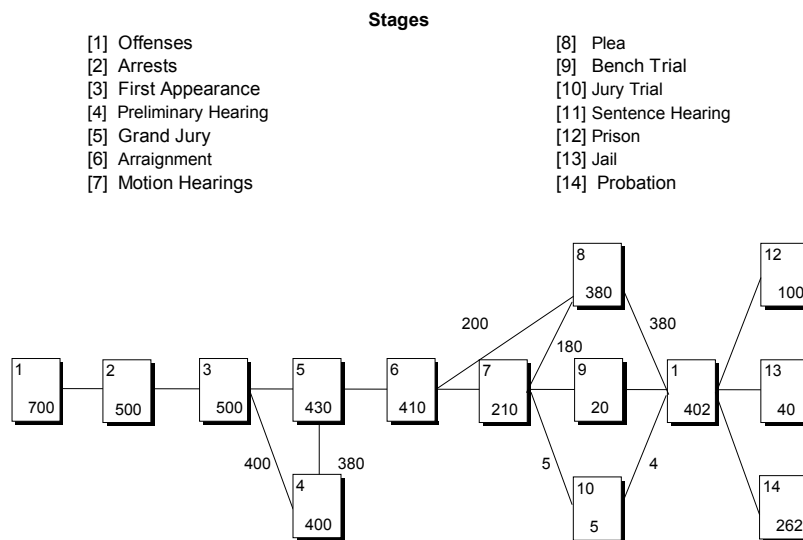 Stages
[1] Offenses
[2] Arrests
[3] First Appearance
[4] Preliminary Hearing
[5] Grand Jury
[6] Arraignment
[7] Motion Hearings
[8] Plea
[9] Bench Trial
[10] Jury Trial
[11] Sentence Hearing
[12] Prison
[13] Jail
[14] Probation
8
380
12
100
200
180
380
1
700
2
500
3
500
5
430
6
410
7
210
9
20
1
402
13
40
400
380
5
4
4
400
10
5
14
262